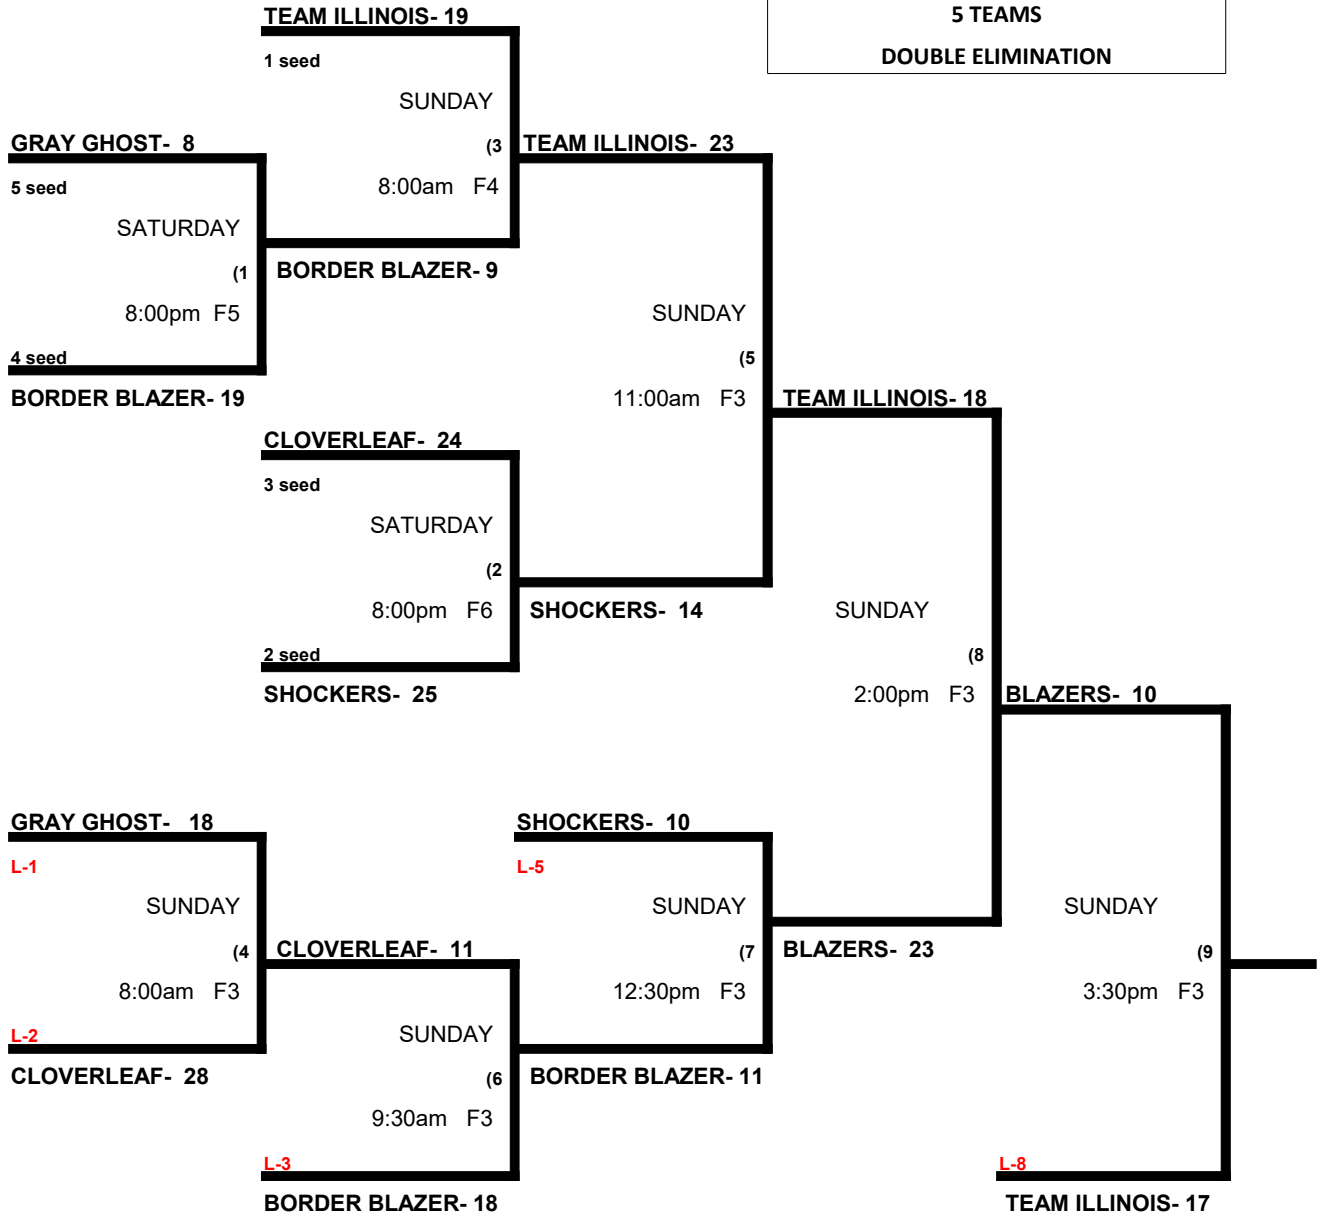 TEAM ILLINOIS- 19
5 TEAMS
DOUBLE ELIMINATION
1 seed
SUNDAY
GRAY GHOST- 8
(3
TEAM ILLINOIS- 23
5 seed
8:00am F4
SATURDAY
(1
BORDER BLAZER- 9
8:00pm F5
SUNDAY
4 seed
(5
BORDER BLAZER- 19
11:00am F3
TEAM ILLINOIS- 18
CLOVERLEAF- 24
3 seed
SATURDAY
(2
8:00pm F6
SHOCKERS- 14
SUNDAY
2 seed
(8
SHOCKERS- 25
2:00pm F3
BLAZERS- 10
GRAY GHOST- 18
SHOCKERS- 10
L-1
L-5
SUNDAY
SUNDAY
SUNDAY
(4
CLOVERLEAF- 11
(7
BLAZERS- 23
(9
8:00am F3
12:30pm F3
3:30pm F3
L-2
SUNDAY
CLOVERLEAF- 28
(6
BORDER BLAZER- 11
9:30am F3
L-3
L-8
BORDER BLAZER- 18
TEAM ILLINOIS- 17